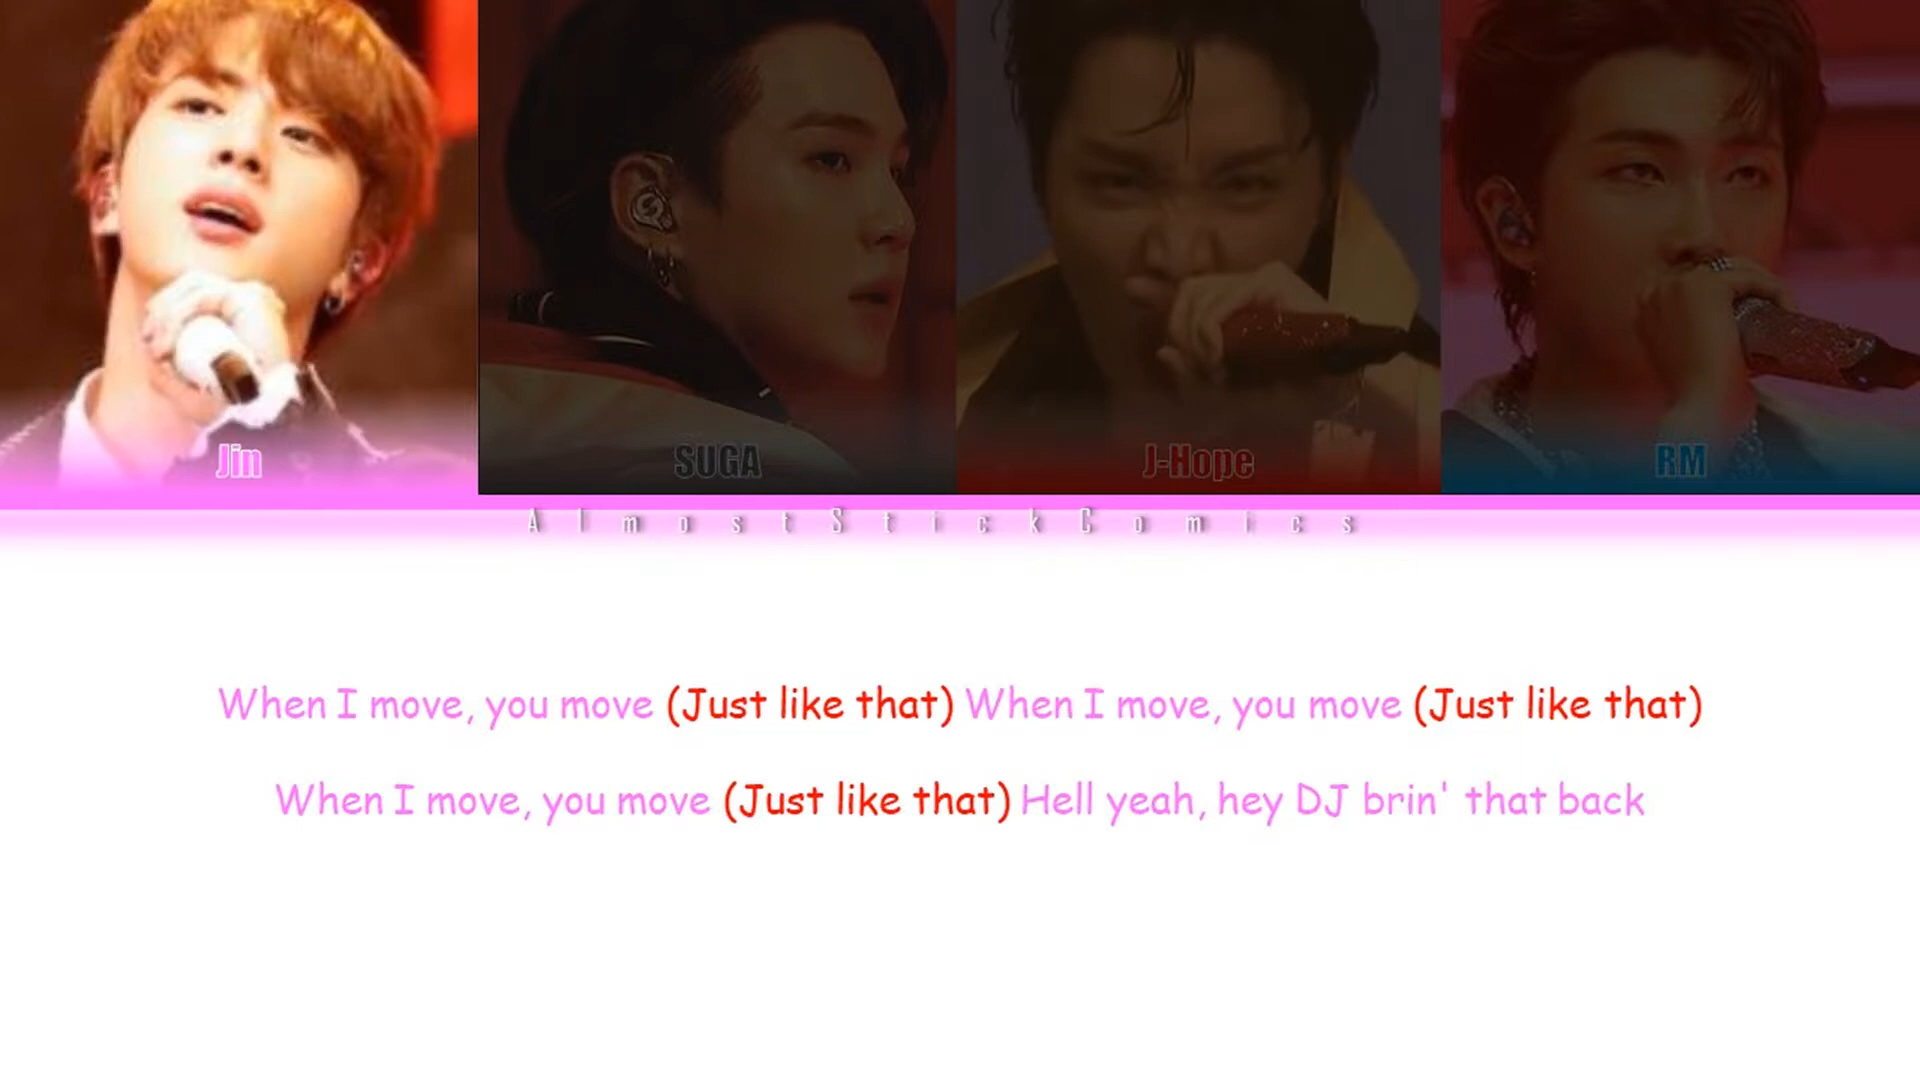 Jin
SUGA
J-Hope
RM
AlmostStickComics
When I move, you move (Just like that) When I move, you move (Just like that)
When I move, you move (Just like that) Hell yeah, hey DJ brin' that back